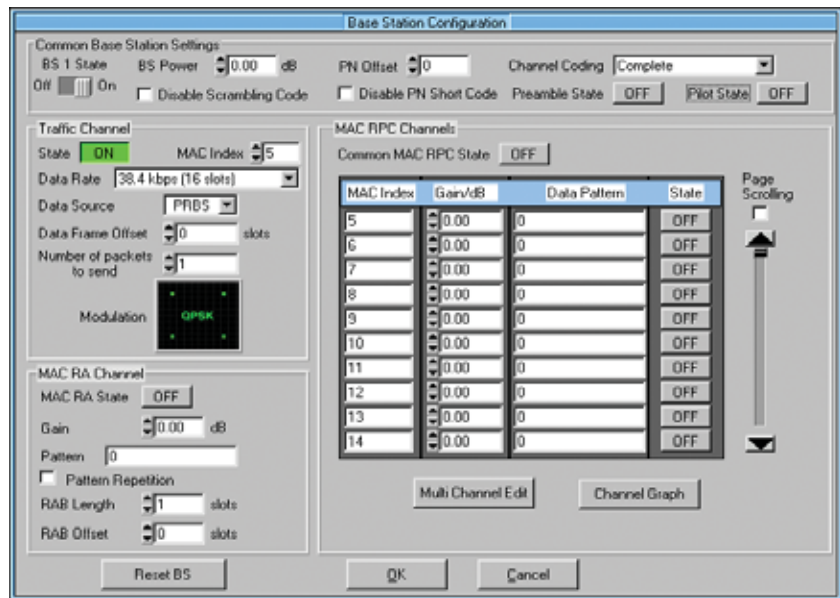 Base Station Configuration
Common Base Station Settings
BS 1 State
Off On
BS Power 0.00 dB
Disable Scrambling Code
PN Offset 0
Disable PN Short Code
Channel Coding Complete
Preamble State OFF
Pilot State OFF
Traffic Channel
State ON MAC Index 5
Data Rate 38.4 kbps (16 slots)
Data Source PRBS
Data Frame Offset 0 slots
Number of packets
to send 1
Modulation QPSK
MAC RA Channel
MAC RA State OFF
Gain 0.00 dB
Pattern 0
Pattern Repetition
RAB Length 1 slots
RAB Offset 0 slots
MAC RPC Channels
Common MAC RPC State OFF
MAC Index Gain/dB Data Pattern State
5 0.00 0 OFF
6 0.00 0 OFF
7 0.00 0 OFF
8 0.00 0 OFF
9 0.00 0 OFF
10 0.00 0 OFF
11 0.00 0 OFF
12 0.00 0 OFF
13 0.00 0 OFF
14 0.00 0 OFF
Page
Scrolling
Multi Channel Edit
Channel Graph
Reset BS
OK
Cancel